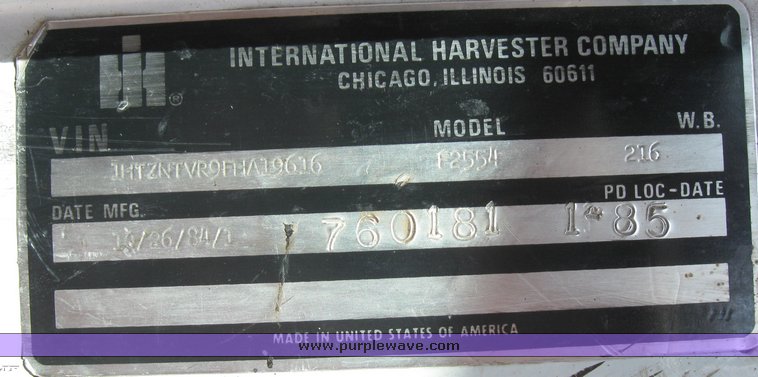 INTERNATIONAL HARVESTER COMPANY
CHICAGO, ILLINOIS 60611
V.I.N. MODEL W.B.
1HTZNTVR9FHA19616 F2554 216
DATE MFG. PD LOC-DATE
760181 1-85
MADE IN UNITED STATES OF AMERICA
www.purplewave.com